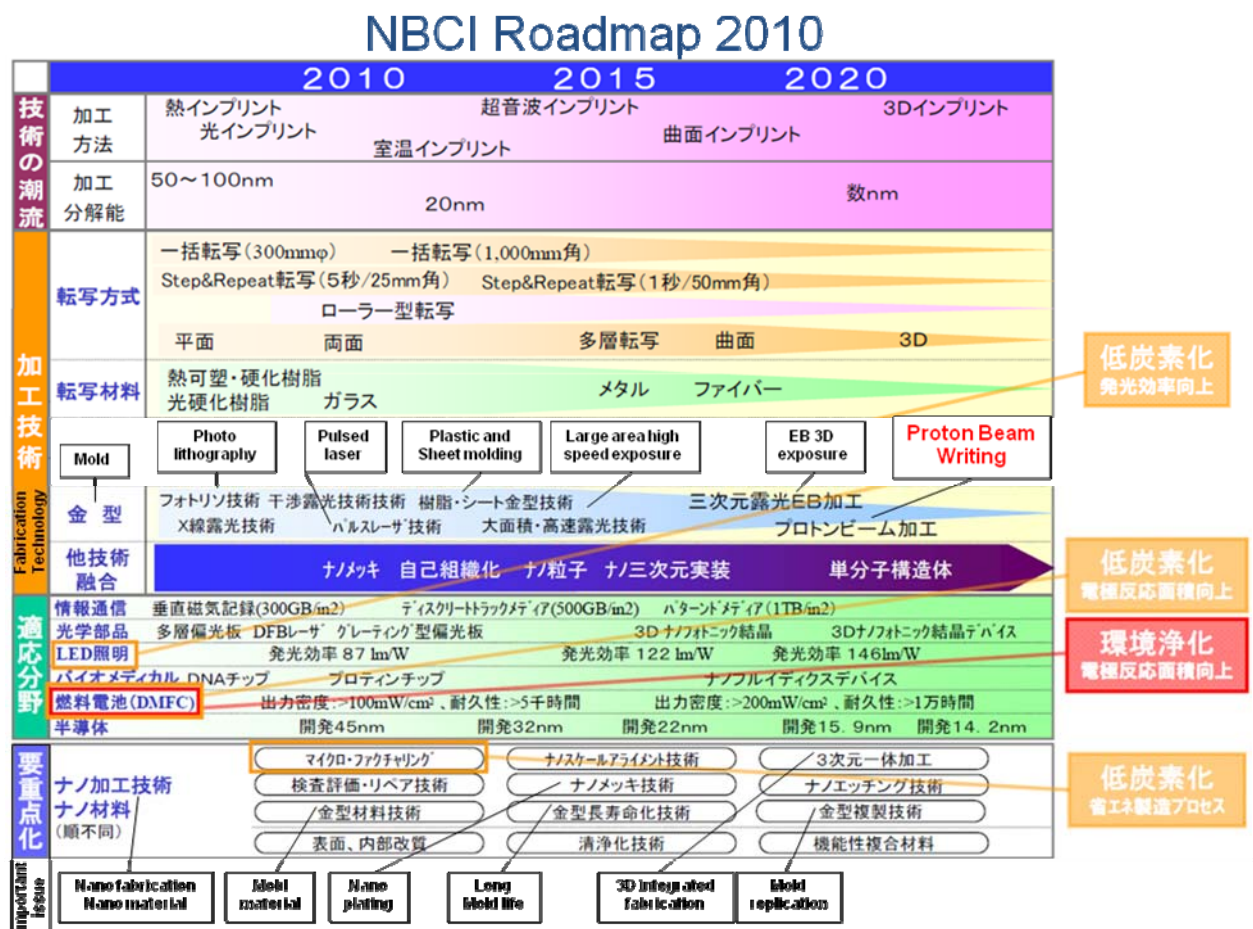 NBCI Roadmap 2010
2010 2015 2020
技術の潮流
加工方法
熱インプリント 超音波インプリント 3Dインプリント
光インプリント 曲面インプリント
室温インプリント
加工分解能
50～100nm
20nm
数nm
加工技術
Fabrication Technology
転写方式
一括転写(300mmφ) 一括転写(1,000mm角)
Step&Repeat転写(5秒/25mm角) Step&Repeat転写(1秒/50mm角)
ローラー型転写
平面 両面 多層転写 曲面 3D
転写材料
熱可塑・硬化樹脂 メタル ファイバー
光硬化樹脂 ガラス
低炭素化
発光効率向上
Mold
Photo lithography
Pulsed laser
Plastic and Sheet molding
Large area high speed exposure
EB 3D exposure
Proton Beam Writing
金 型
フォトリソ技術 干渉露光技術技術 樹脂・シート金型技術 三次元露光EB加工
X線露光技術 パルスレーザ技術 大面積・高速露光技術 プロトンビーム加工
他技術融合
ナノメッキ 自己組織化 ナノ粒子 ナノ三次元実装 単分子構造体
低炭素化
電極反応面積向上
適応分野
情報通信 垂直磁気記録(300GB/in2) ディスクリートトラックメディア(500GB/in2) パターンドメディア(1TB/in2)
光学部品 多層偏光板 DFBレーザ グレーティング型偏光板 3Dナノフォトニック結晶 3Dナノフォトニック結晶デバイス
LED照明 発光効率 87 lm/W 発光効率 122 lm/W 発光効率 146lm/W
バイオメディカル DNAチップ プロティンチップ ナノフルイディクスデバイス
燃料電池(DMFC) 出力密度:>100mW/cm²、耐久性:>5千時間 出力密度:>200mW/cm²、耐久性:>1万時間
半導体 開発45nm 開発32nm 開発22nm 開発15. 9nm 開発14. 2nm
環境浄化
電極反応面積向上
要重点化
ナノ加工技術
ナノ材料
(順不同)
マイクロ・ファクチャリング ナノスケールアライメント技術 3次元一体加工
検査評価・リペア技術 ナノメッキ技術 ナノエッチング技術
金型材料技術 金型長寿命化技術 金型複製技術
表面、内部改質 清浄化技術 機能性複合材料
低炭素化
省エネ製造プロセス
Important issue
Nano fabrication Nano material
Mold material
Nano plating
Long Mold life
3D Integrated fabrication
Mold replication